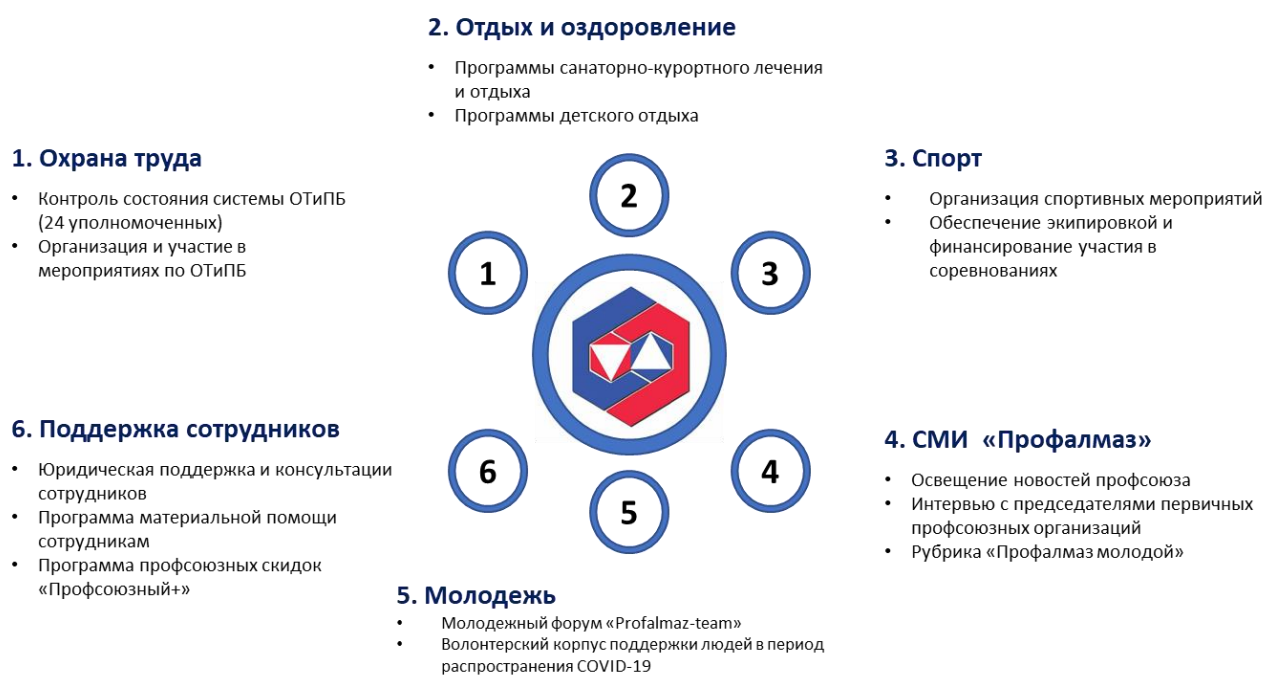 2. Отдых и оздоровление
• Программы санаторно-курортного лечения
и отдыха
• Программы детского отдыха
1. Охрана труда
• Контроль состояния системы ОТиПБ
(24 уполномоченных)
• Организация и участие в
мероприятиях по ОТиПБ
3. Спорт
• Организация спортивных мероприятий
• Обеспечение экипировкой и
финансирование участия в
соревнованиях
2
1
3
6
4
5
6. Поддержка сотрудников
• Юридическая поддержка и консультации
сотрудников
• Программа материальной помощи
сотрудникам
• Программа профсоюзных скидок
«Профсоюзный+»
4. СМИ «Профалмаз»
• Освещение новостей профсоюза
• Интервью с председателями первичных
профсоюзных организаций
• Рубрика «Профалмаз молодой»
5. Молодежь
• Молодежный форум «Profalmaz-team»
• Волонтерский корпус поддержки людей в период
распространения COVID-19